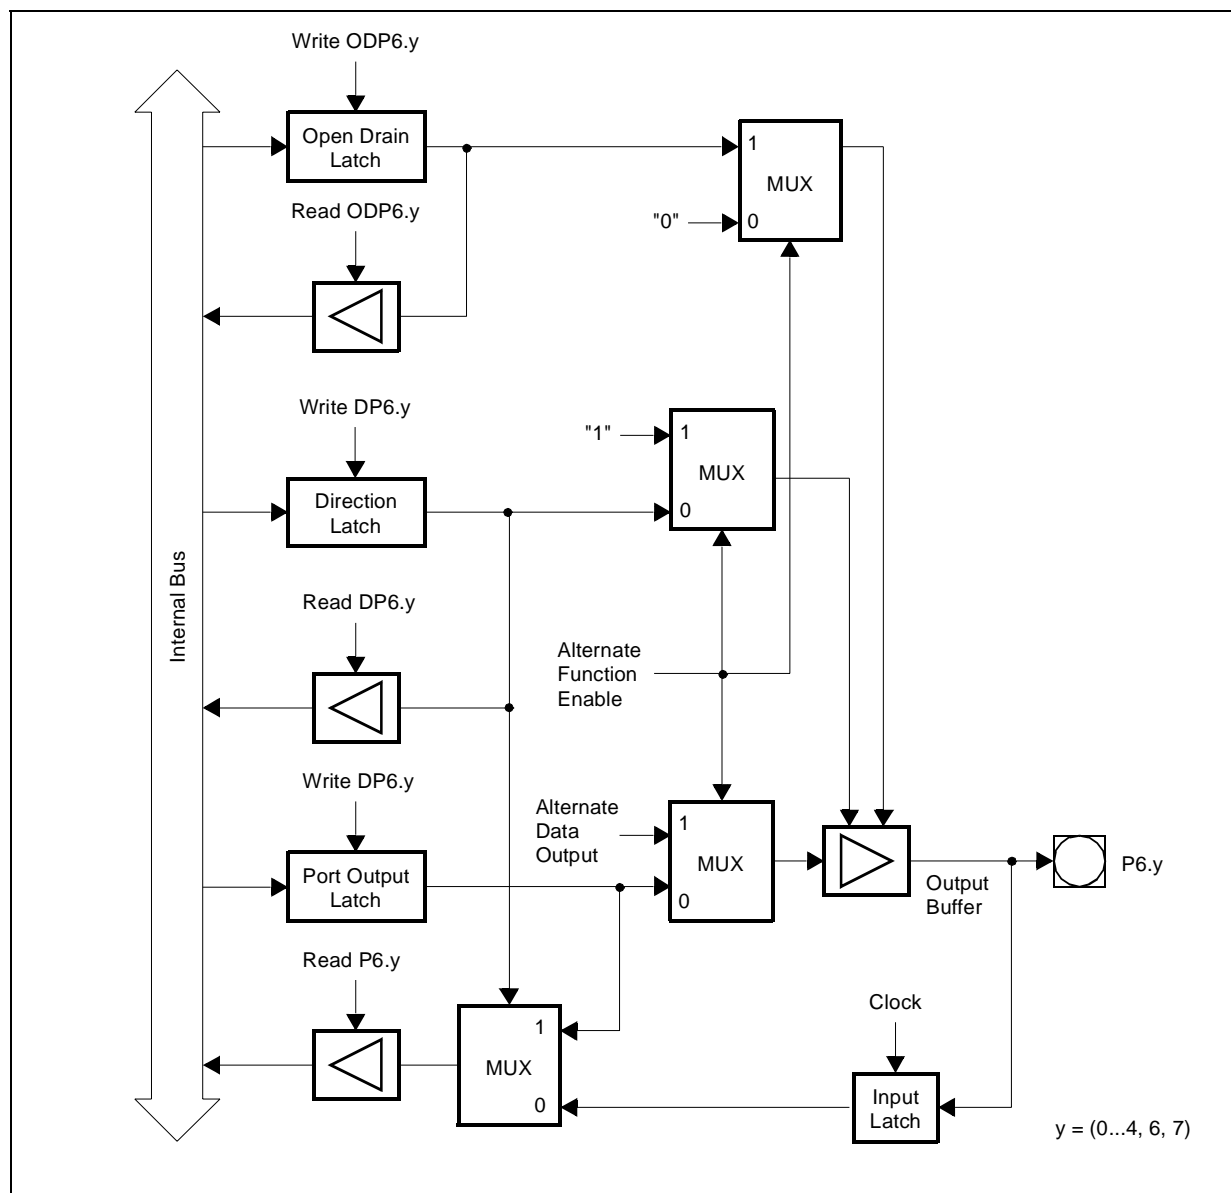 Write ODP6.y
Open Drain
Latch
1
MUX
"0"
0
Read ODP6.y
Write DP6.y
"1"
1
MUX
0
Direction
Latch
Internal Bus
Read DP6.y
Alternate
Function
Enable
Write DP6.y
Alternate
Data
Output
1
MUX
0
Port Output
Latch
Output
Buffer
P6.y
Read P6.y
1
MUX
0
Clock
Input
Latch
y = (0...4, 6, 7)